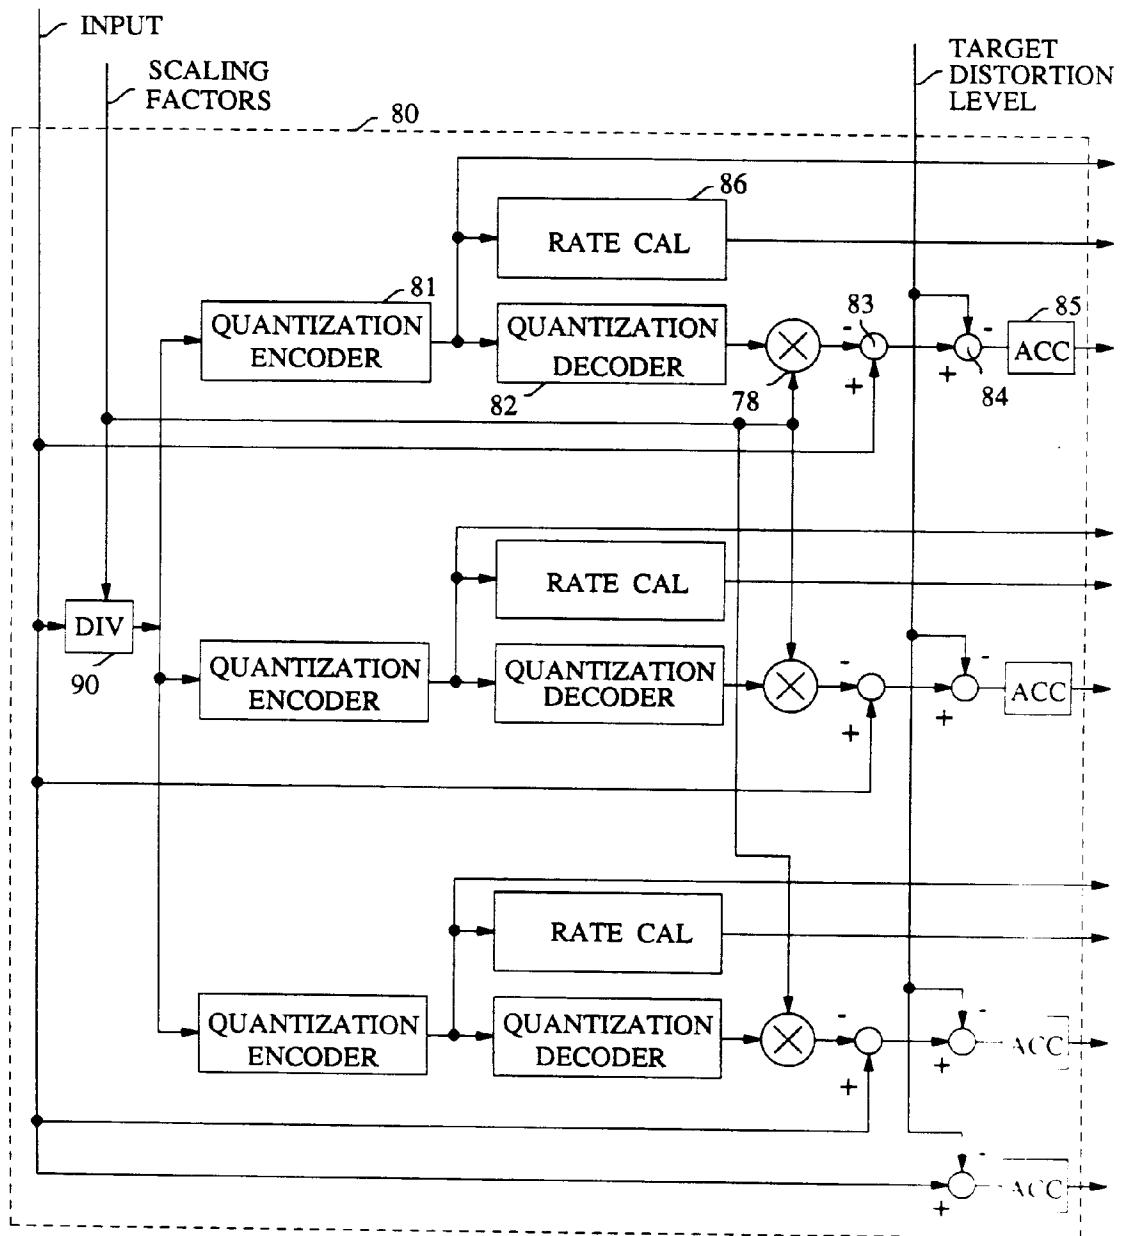 INPUT
SCALING
FACTORS
TARGET
DISTORTION
LEVEL
80
86
RATE CAL
81
QUANTIZATION
ENCODER
QUANTIZATION
DECODER
82
78
-
83
+
-
84
+
85
ACC
RATE CAL
DIV
90
QUANTIZATION
ENCODER
QUANTIZATION
DECODER
-
+
-
+
ACC
RATE CAL
QUANTIZATION
ENCODER
QUANTIZATION
DECODER
-
+
-
+
ACC
-
+
ACC